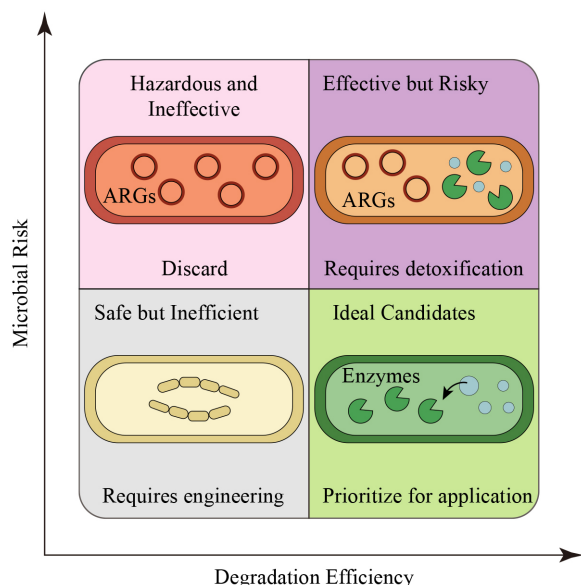 Microbial Risk
Hazardous and
Ineffective
ARGs
Discard
Effective but Risky
ARGs
Requires detoxification
Safe but Inefficient
Requires engineering
Ideal Candidates
Enzymes
Prioritize for application
Degradation Efficiency